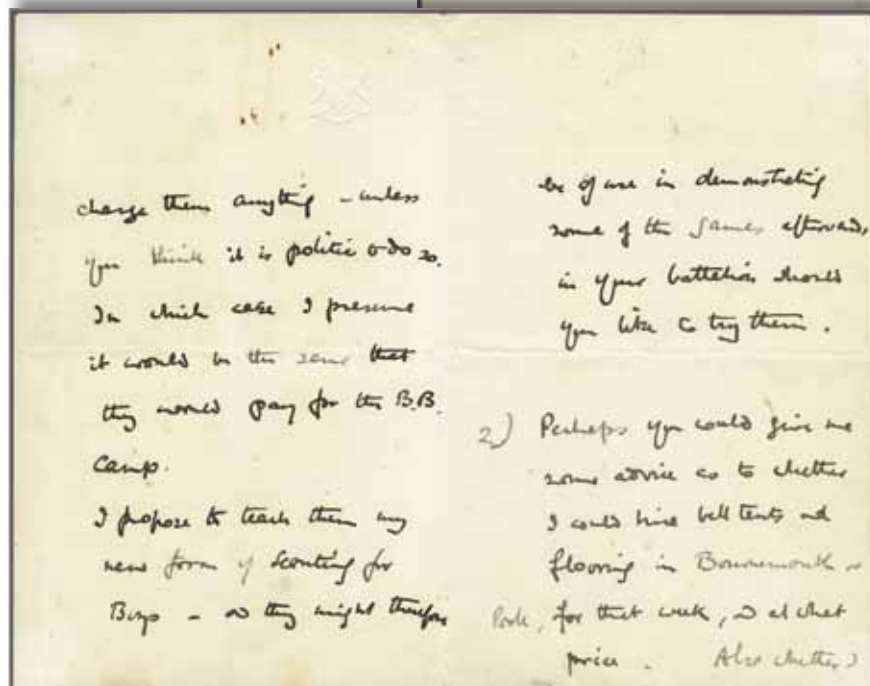 charge them anything – unless
you think it is politic to do so.
In which case I presume
it would be the same that
they would pay for the B.B.
Camp.
I propose to teach them my
new form of Scouting for
Boys – & they might therefore
be of use in demonstrating
some of the games afterwards
in your battalion should
you like to try them.
2) Perhaps you could give me
some advice as to whether
I could hire bell tents and
flooring in Bournemouth or
Poole, for that week, & at what
price. Also whether I